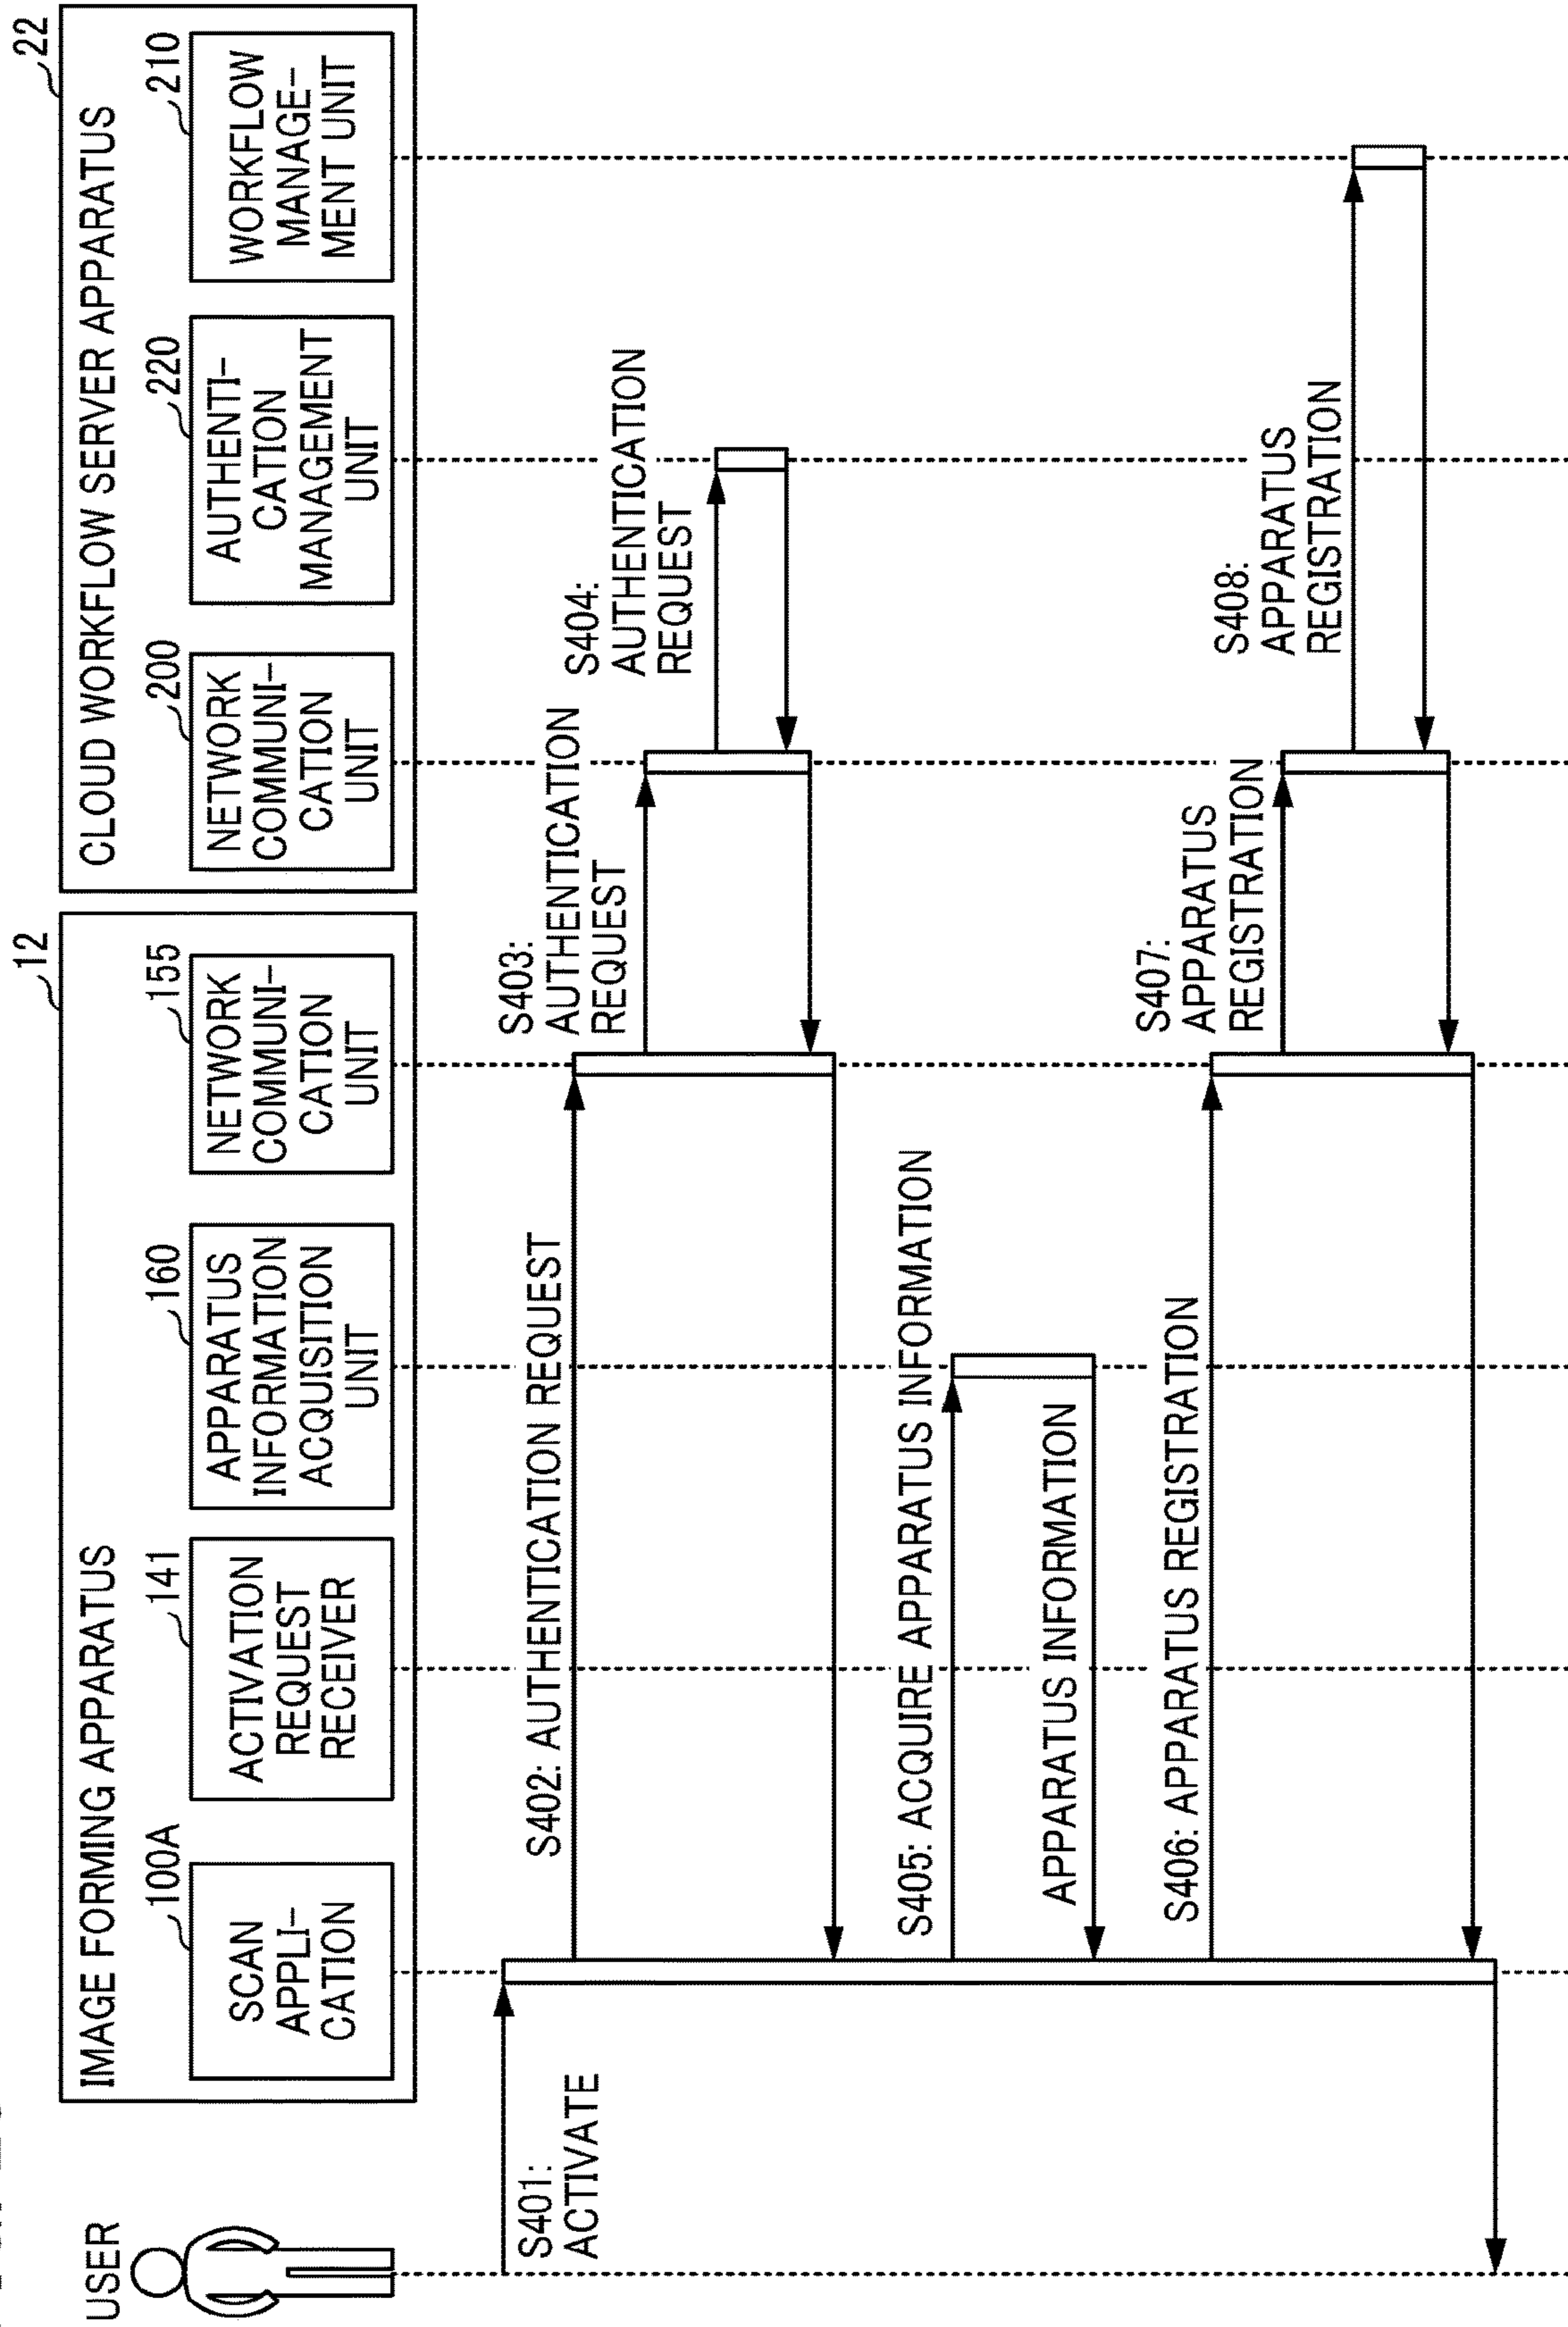 USER
IMAGE FORMING APPARATUS
12
SCAN
APPLI-
CATION
100A
ACTIVATION
REQUEST
RECEIVER
141
APPARATUS
INFORMATION
ACQUISITION
UNIT
160
NETWORK
COMMUNI-
CATION
UNIT
155
CLOUD WORKFLOW SERVER APPARATUS
22
NETWORK
COMMUNI-
CATION
UNIT
200
AUTHENTI-
CATION
MANAGEMENT
UNIT
220
WORKFLOW
MANAGE-
MENT UNIT
210
S401:
ACTIVATE
S402: AUTHENTICATION REQUEST
S403:
AUTHENTICATION
REQUEST
S404:
AUTHENTICATION
REQUEST
S405: ACQUIRE APPARATUS INFORMATION
APPARATUS INFORMATION
S406: APPARATUS REGISTRATION
S407:
APPARATUS
REGISTRATION
S408:
APPARATUS
REGISTRATION